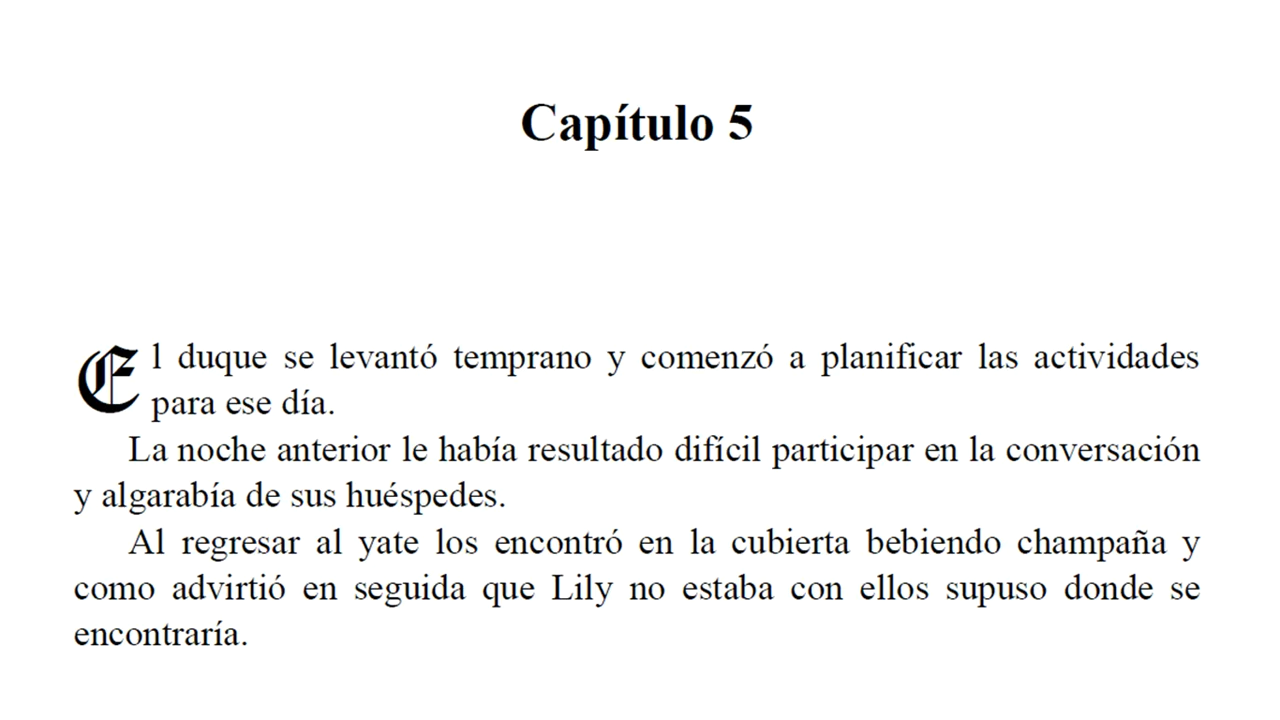 Capítulo 5
El duque se levantó temprano y comenzó a planificar las actividades
para ese día.
La noche anterior le había resultado difícil participar en la conversación
y algarabía de sus huéspedes.
Al regresar al yate los encontró en la cubierta bebiendo champaña y
como advirtió en seguida que Lily no estaba con ellos supuso donde se
encontraría.